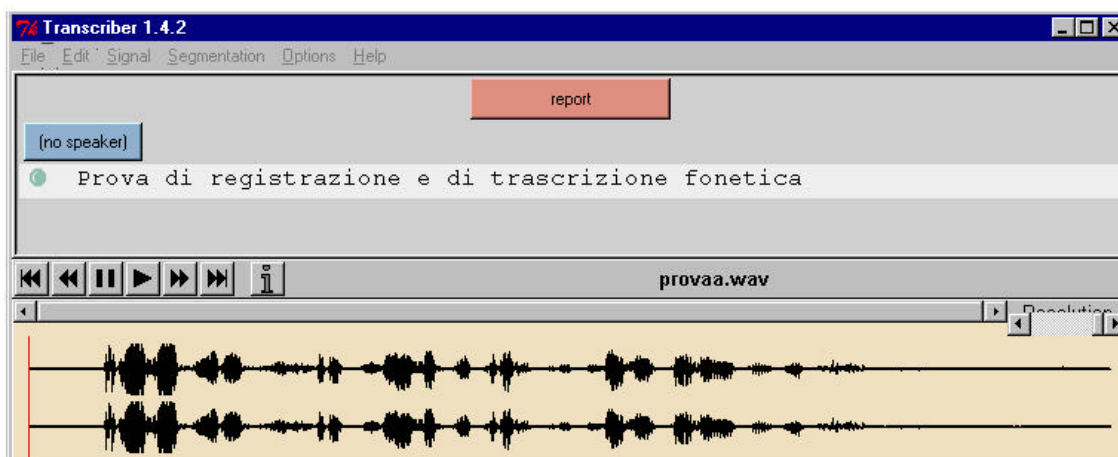 Transcriber 1.4.2
File Edit Signal Segmentation Options Help
report
(no speaker)
Prova di registrazione e di trascrizione fonetica
provaa.wav
Resolution